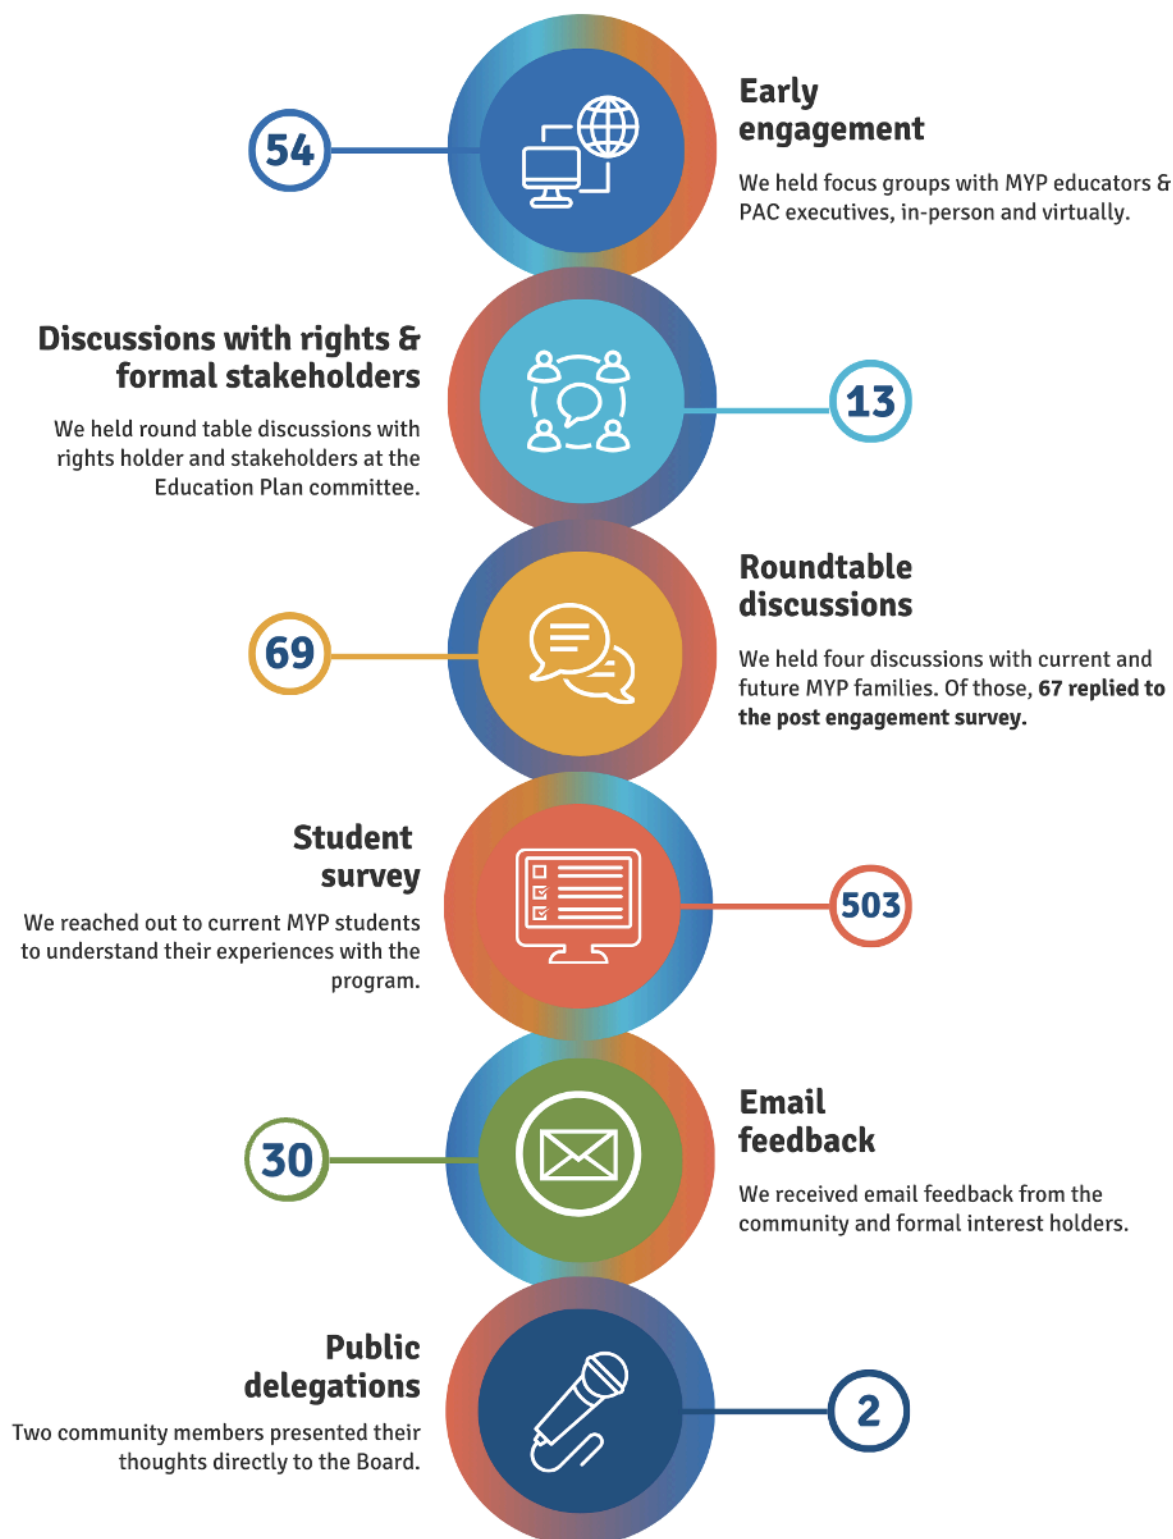 54
Early
engagement
We held focus groups with MYP educators &
PAC executives, in-person and virtually.
Discussions with rights &
formal stakeholders
We held round table discussions with
rights holder and stakeholders at the
Education Plan committee.
13
69
Roundtable
discussions
We held four discussions with current and
future MYP families. Of those, 67 replied to
the post engagement survey.
Student
survey
We reached out to current MYP students
to understand their experiences with the
program.
503
30
Email
feedback
We received email feedback from the
community and formal interest holders.
Public
delegations
Two community members presented their
thoughts directly to the Board.
2